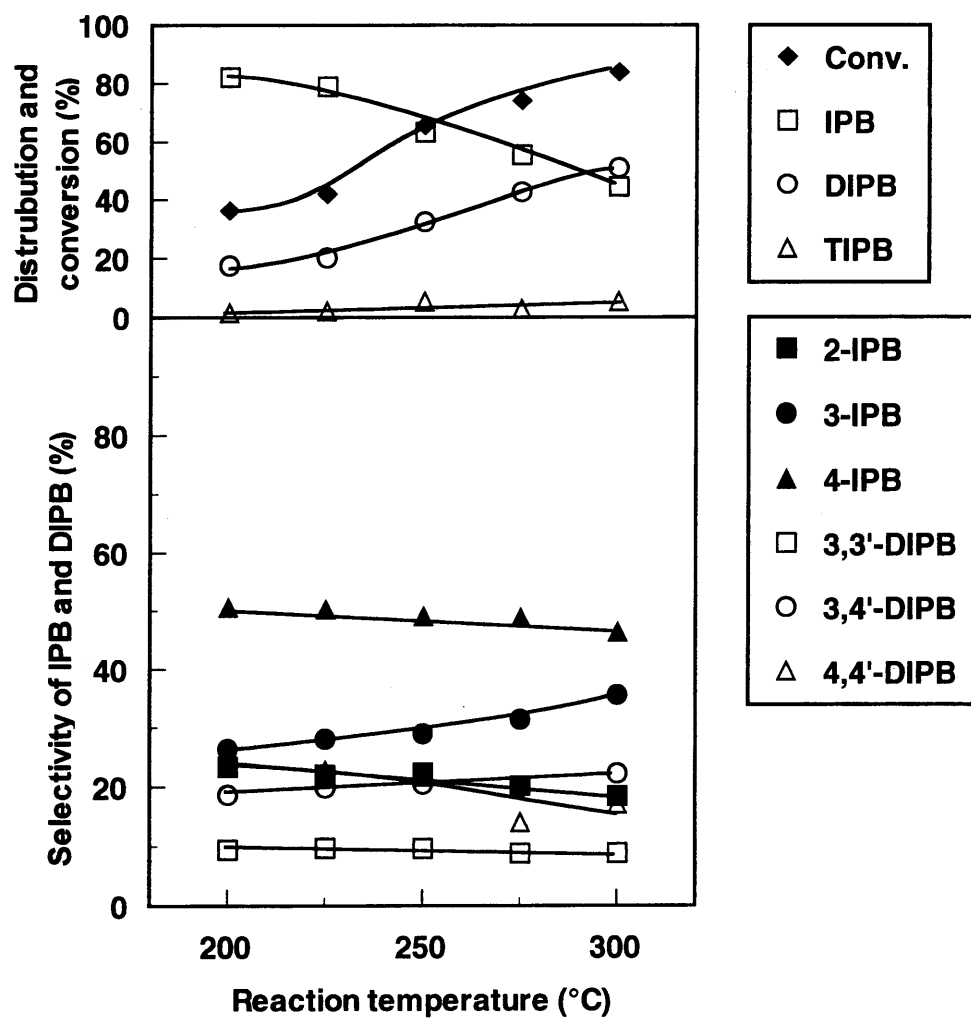 Distrubution and
conversion (%)
100
80
60
40
20
0
Conv.
IPB
DIPB
TIPB
Selectivity of IPB and DIPB (%)
80
60
40
20
0
2-IPB
3-IPB
4-IPB
3,3'-DIPB
3,4'-DIPB
4,4'-DIPB
200
250
300
Reaction temperature (°C)